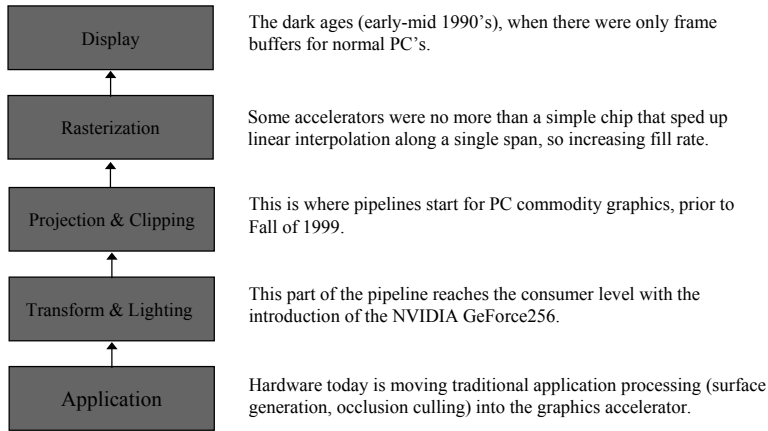 Display
The dark ages (early-mid 1990’s), when there were only frame
buffers for normal PC’s.
Rasterization
Some accelerators were no more than a simple chip that sped up
linear interpolation along a single span, so increasing fill rate.
Projection & Clipping
This is where pipelines start for PC commodity graphics, prior to
Fall of 1999.
Transform & Lighting
This part of the pipeline reaches the consumer level with the
introduction of the NVIDIA GeForce256.
Application
Hardware today is moving traditional application processing (surface
generation, occlusion culling) into the graphics accelerator.